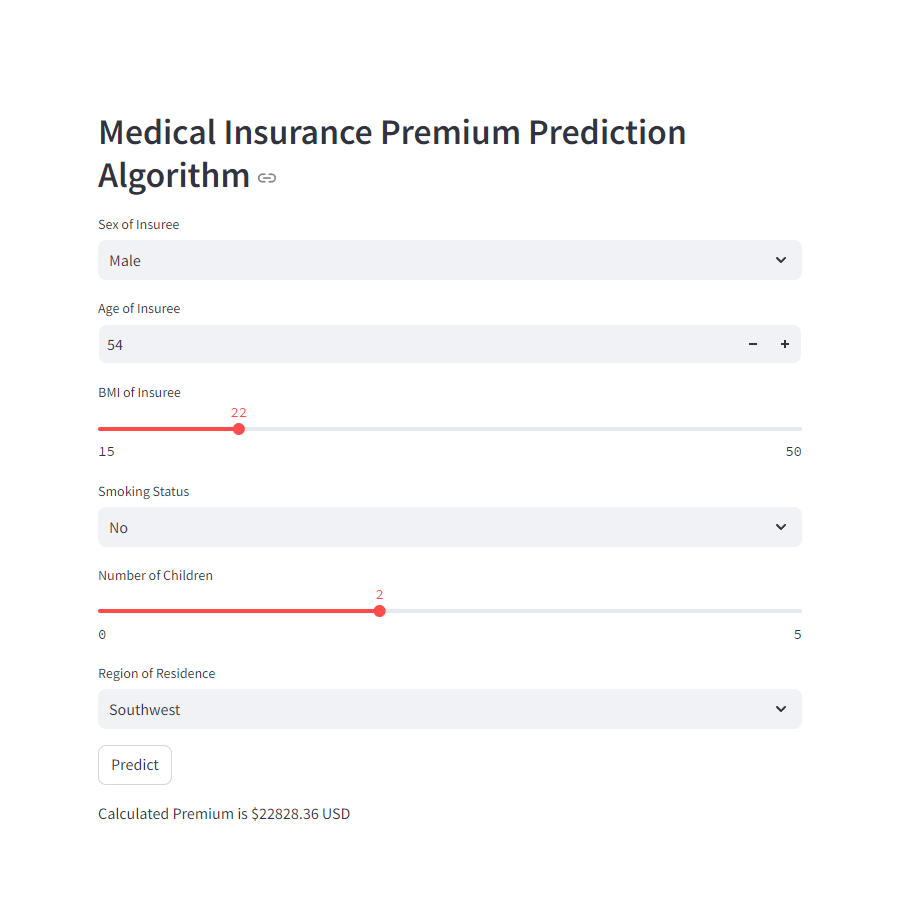 Medical Insurance Premium Prediction
Algorithm
Sex of Insuree
Male
Age of Insuree
54
BMI of Insuree
22
15 50
Smoking Status
No
Number of Children
2
0 5
Region of Residence
Southwest
Predict
Calculated Premium is $22828.36 USD